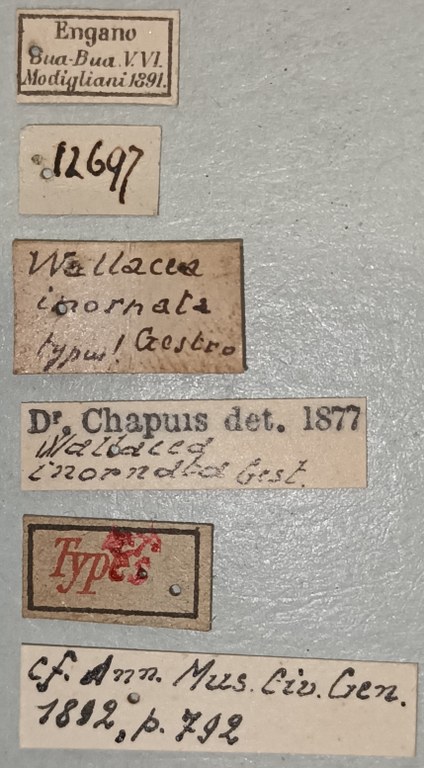 Engano
Bua-Bua V.VI.
Modigliani 1891.
12697
Wallacea
inornata
typus! Gestro
Dr. Chapuis det. 1877
Wallacea
inornata Gest.
Type
cf. Ann. Mus. Civ. Gen.
1892, p. 792